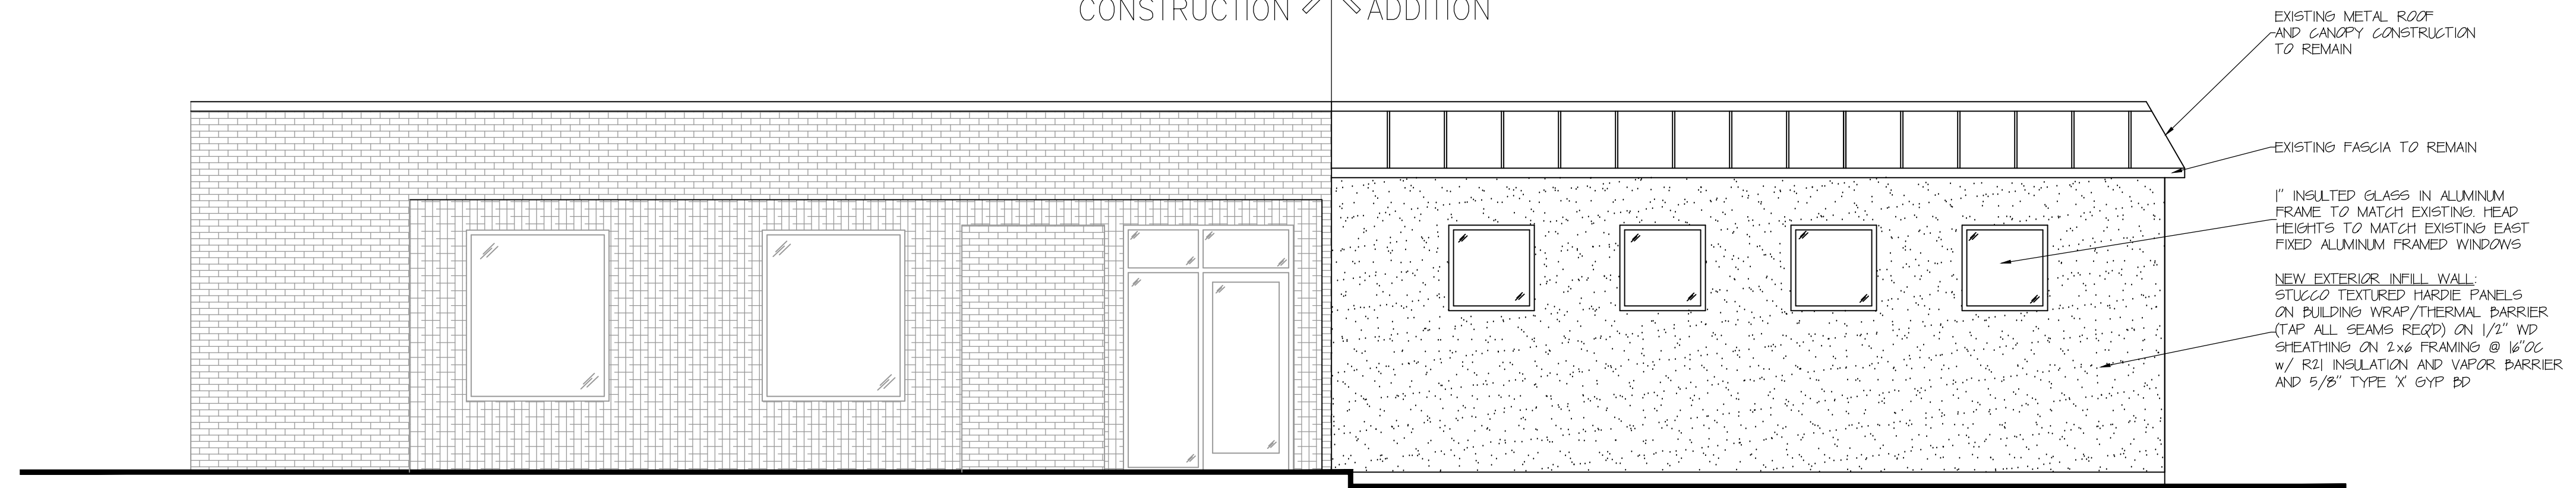 CONSTRUCTION ADDITION
EXISTING METAL ROOF
AND CANOPY CONSTRUCTION
TO REMAIN
EXISTING FASCIA TO REMAIN
1" INSULTED GLASS IN ALUMINUM
FRAME TO MATCH EXISTING. HEAD
HEIGHTS TO MATCH EXISTING EAST
FIXED ALUMINUM FRAMED WINDOWS
NEW EXTERIOR INFILL WALL:
STUCCO TEXTURED HARDIE PANELS
ON BUILDING WRAP/THERMAL BARRIER
(TAP ALL SEAMS REQ'D) ON 1/2" WD
SHEATHING ON 2x6 FRAMING @ 16"OC
w/ R21 INSULATION AND VAPOR BARRIER
AND 5/8" TYPE 'X' GYP BD